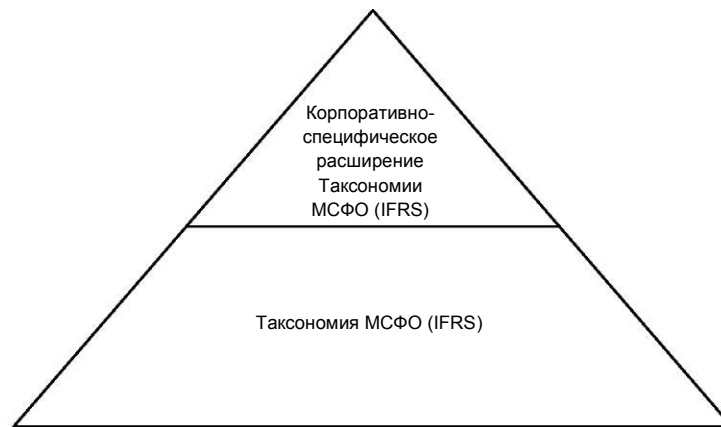 Корпоративно-
специфическое
расширение
Таксономии
МСФО (IFRS)
Таксономия МСФО (IFRS)